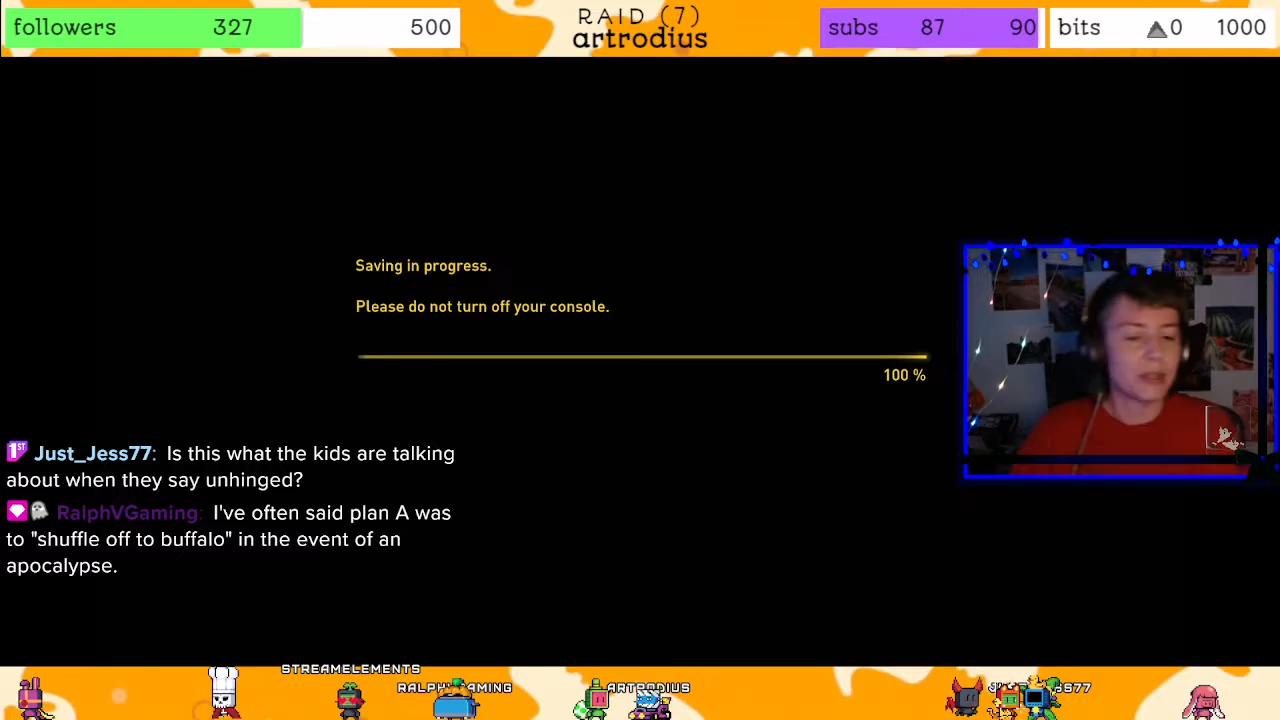 followers 327 500
RAID (7)
artrodius
subs 87 90
bits 0 1000
Saving in progress.
Please do not turn off your console.
100 %
1ST Just_Jess77: Is this what the kids are talking
about when they say unhinged?
RalphVGaming: I've often said plan A was
to "shuffle off to buffalo" in the event of an
apocalypse.
STREAMELEMENTS
ARTRODIUS